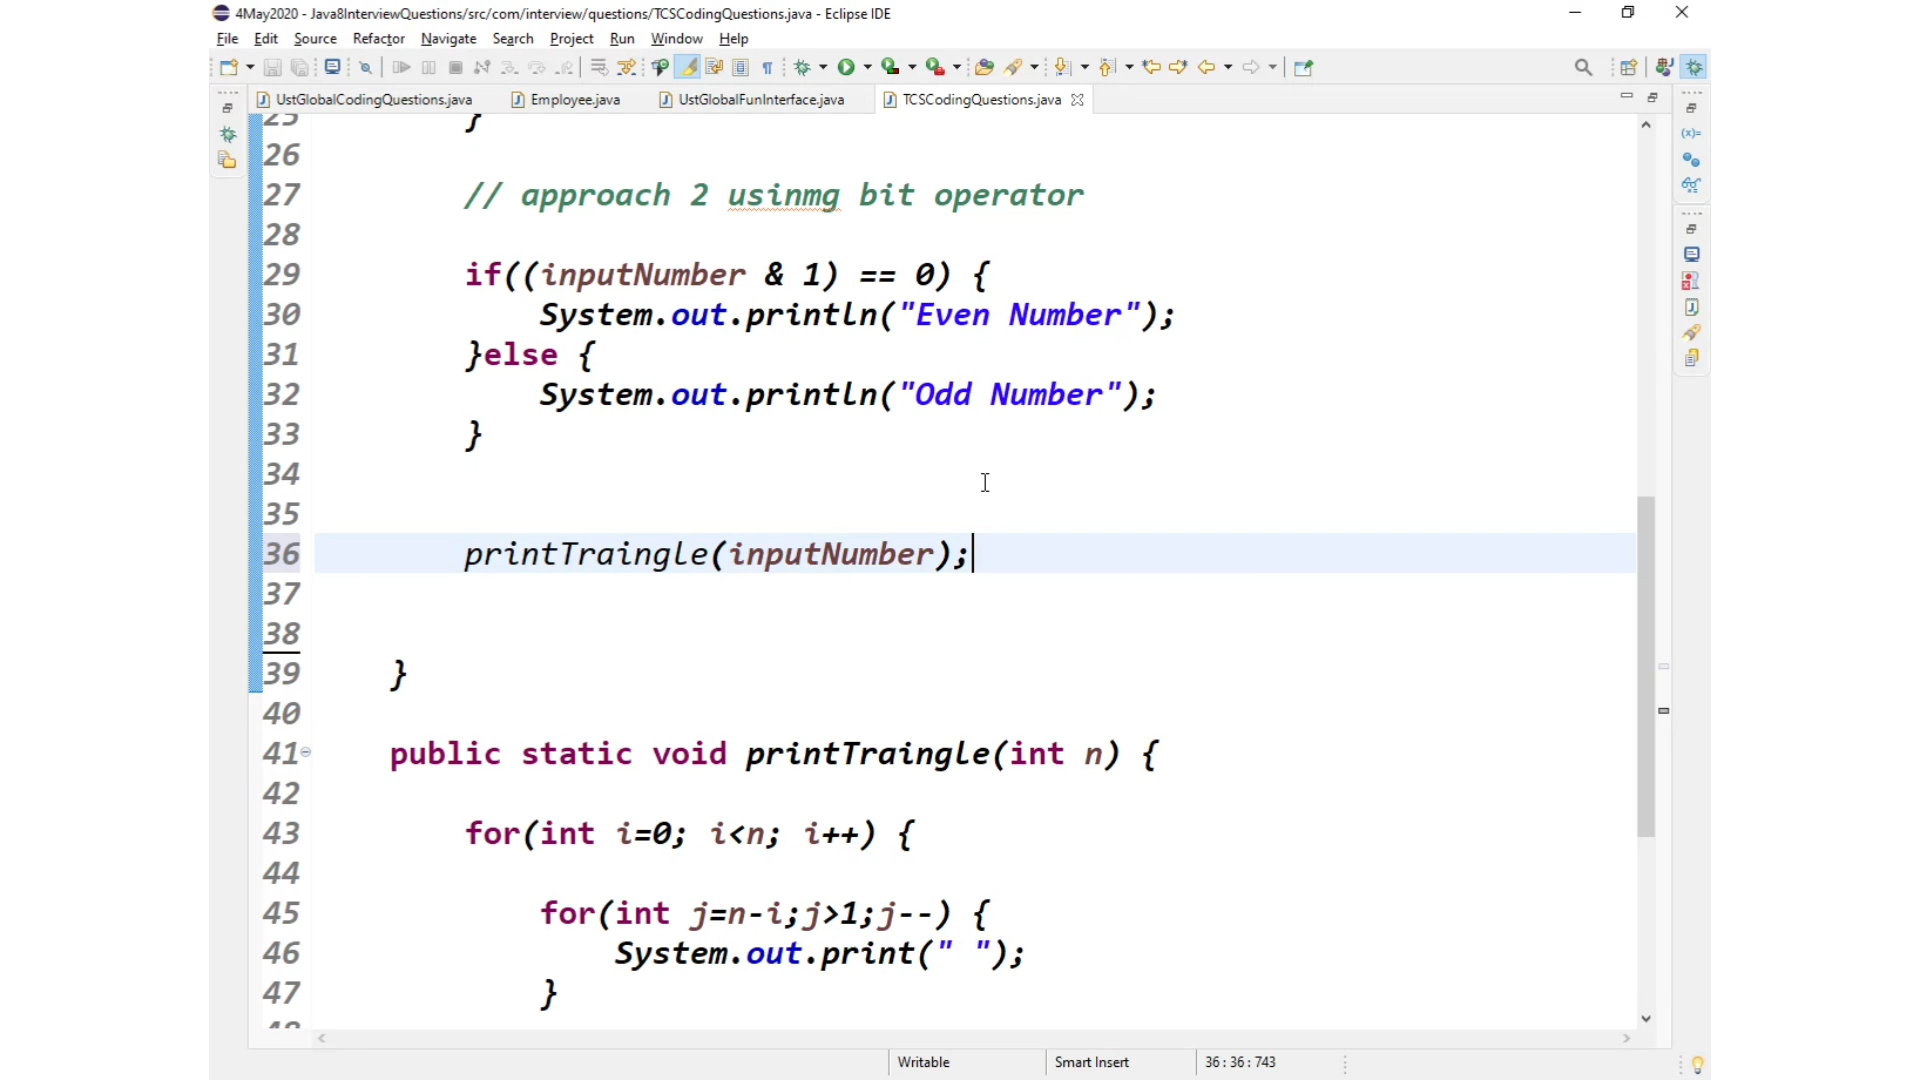 4May2020 - Java8InterviewQuestions/src/com/interview/questions/TCSCodingQuestions.java - Eclipse IDE
File Edit Source Refactor Navigate Search Project Run Window Help
UstGlobalCodingQuestions.java Employee.java UstGlobalFunInterface.java TCSCodingQuestions.java
25 }
26
27 // approach 2 usinmg bit operator
28
29 if((inputNumber & 1) == 0) {
30 System.out.println("Even Number");
31 }else {
32 System.out.println("Odd Number");
33 }
34
35
36 printTraingle(inputNumber);
37
38
39 }
40
41 public static void printTraingle(int n) {
42
43 for(int i=0; i<n; i++) {
44
45 for(int j=n-i;j>1;j--) {
46 System.out.print(" ");
47 }
48
Writable Smart Insert 36 : 36 : 743